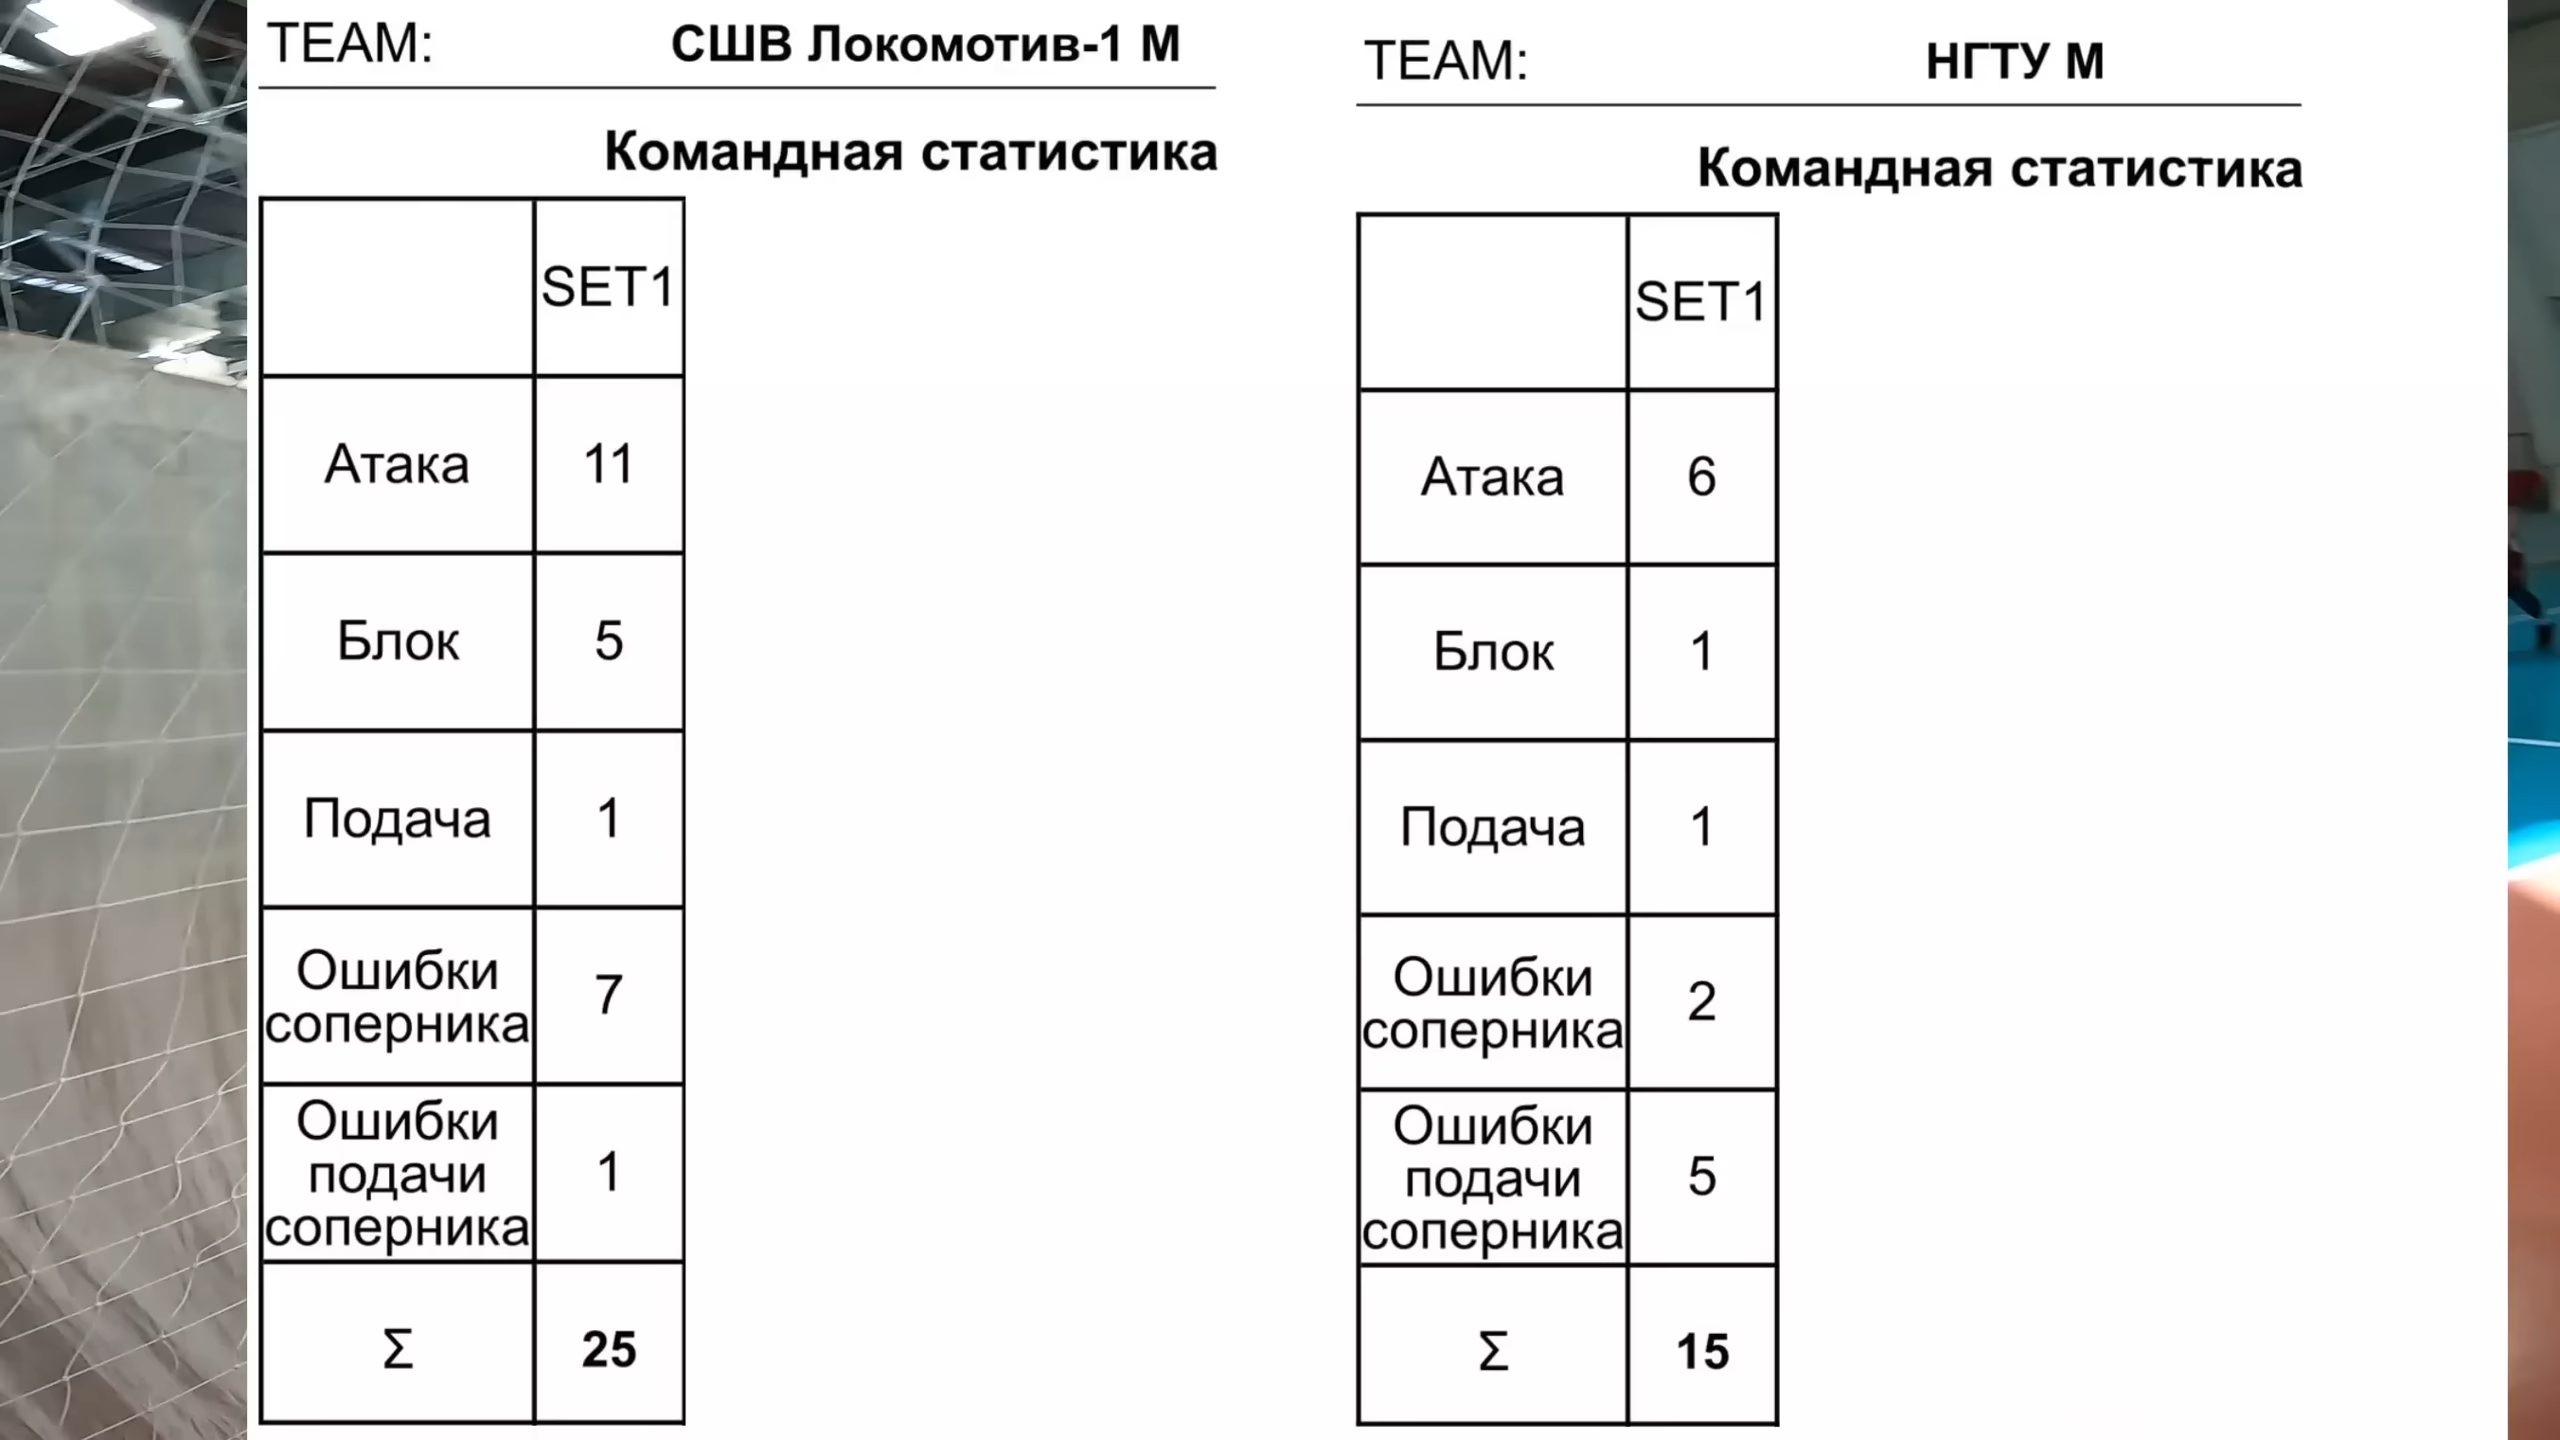 TEAM: СШВ Локомотив-1 М
Командная статистика
SET1
Атака 11
Блок 5
Подача 1
Ошибки
соперника 7
Ошибки
подачи
соперника 1
Σ 25
TEAM: НГТУ М
Командная статистика
SET1
Атака 6
Блок 1
Подача 1
Ошибки
соперника 2
Ошибки
подачи
соперника 5
Σ 15